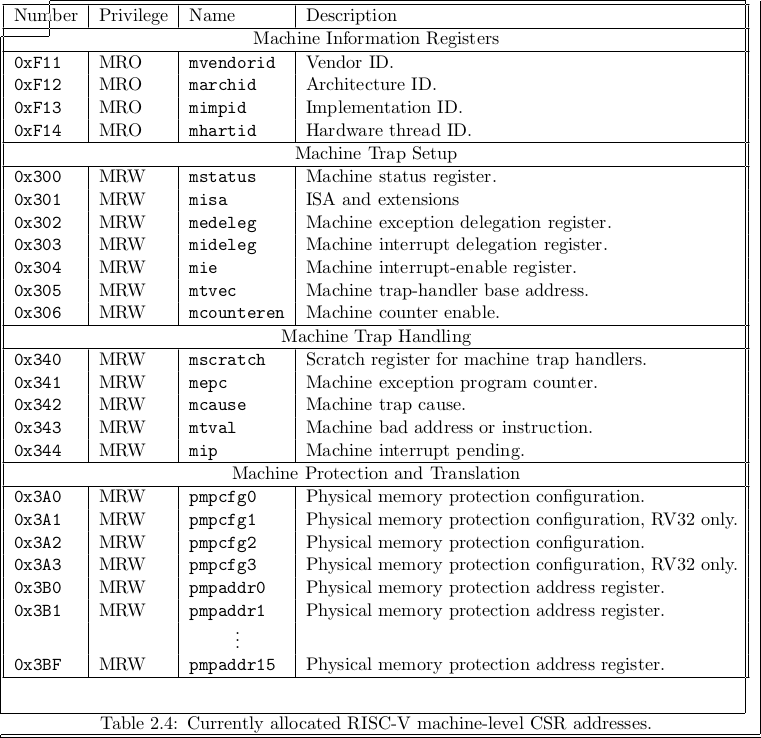 Number Privilege Name Description
Machine Information Registers
0xF11 MRO mvendorid Vendor ID.
0xF12 MRO marchid Architecture ID.
0xF13 MRO mimpid Implementation ID.
0xF14 MRO mhartid Hardware thread ID.
Machine Trap Setup
0x300 MRW mstatus Machine status register.
0x301 MRW misa ISA and extensions
0x302 MRW medeleg Machine exception delegation register.
0x303 MRW mideleg Machine interrupt delegation register.
0x304 MRW mie Machine interrupt-enable register.
0x305 MRW mtvec Machine trap-handler base address.
0x306 MRW mcounteren Machine counter enable.
Machine Trap Handling
0x340 MRW mscratch Scratch register for machine trap handlers.
0x341 MRW mepc Machine exception program counter.
0x342 MRW mcause Machine trap cause.
0x343 MRW mtval Machine bad address or instruction.
0x344 MRW mip Machine interrupt pending.
Machine Protection and Translation
0x3A0 MRW pmpcfg0 Physical memory protection configuration.
0x3A1 MRW pmpcfg1 Physical memory protection configuration, RV32 only.
0x3A2 MRW pmpcfg2 Physical memory protection configuration.
0x3A3 MRW pmpcfg3 Physical memory protection configuration, RV32 only.
0x3B0 MRW pmpaddr0 Physical memory protection address register.
0x3B1 MRW pmpaddr1 Physical memory protection address register.
⋮
0x3BF MRW pmpaddr15 Physical memory protection address register.
Table 2.4: Currently allocated RISC-V machine-level CSR addresses.